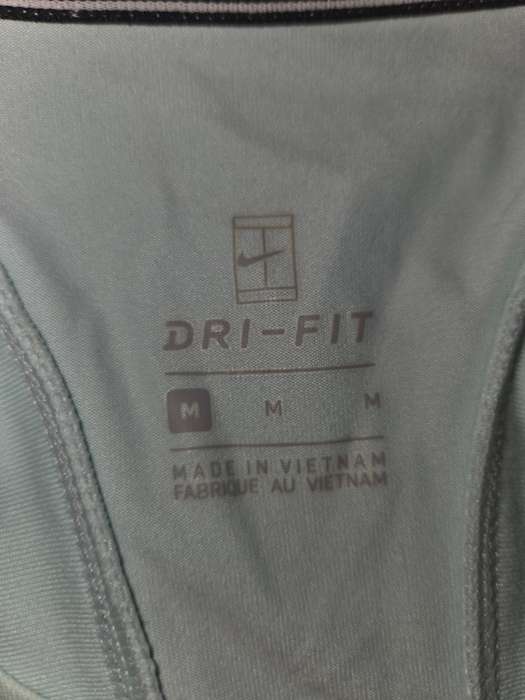 DRI-FIT
M M M
MADE IN VIETNAM
FABRIQUE AU VIETNAM